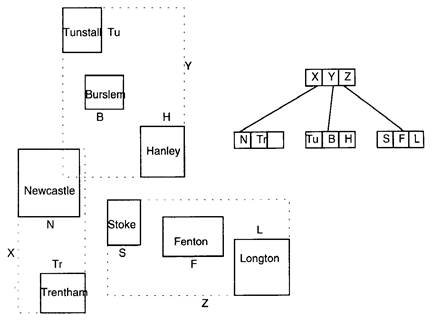 Tunstall Tu
Y
Burslem
B
H
Hanley
Newcastle
N
X
Tr
Trentham
Stoke
S
Fenton
F
L
Longton
Z
X Y Z
N Tr
Tu B H
S F L